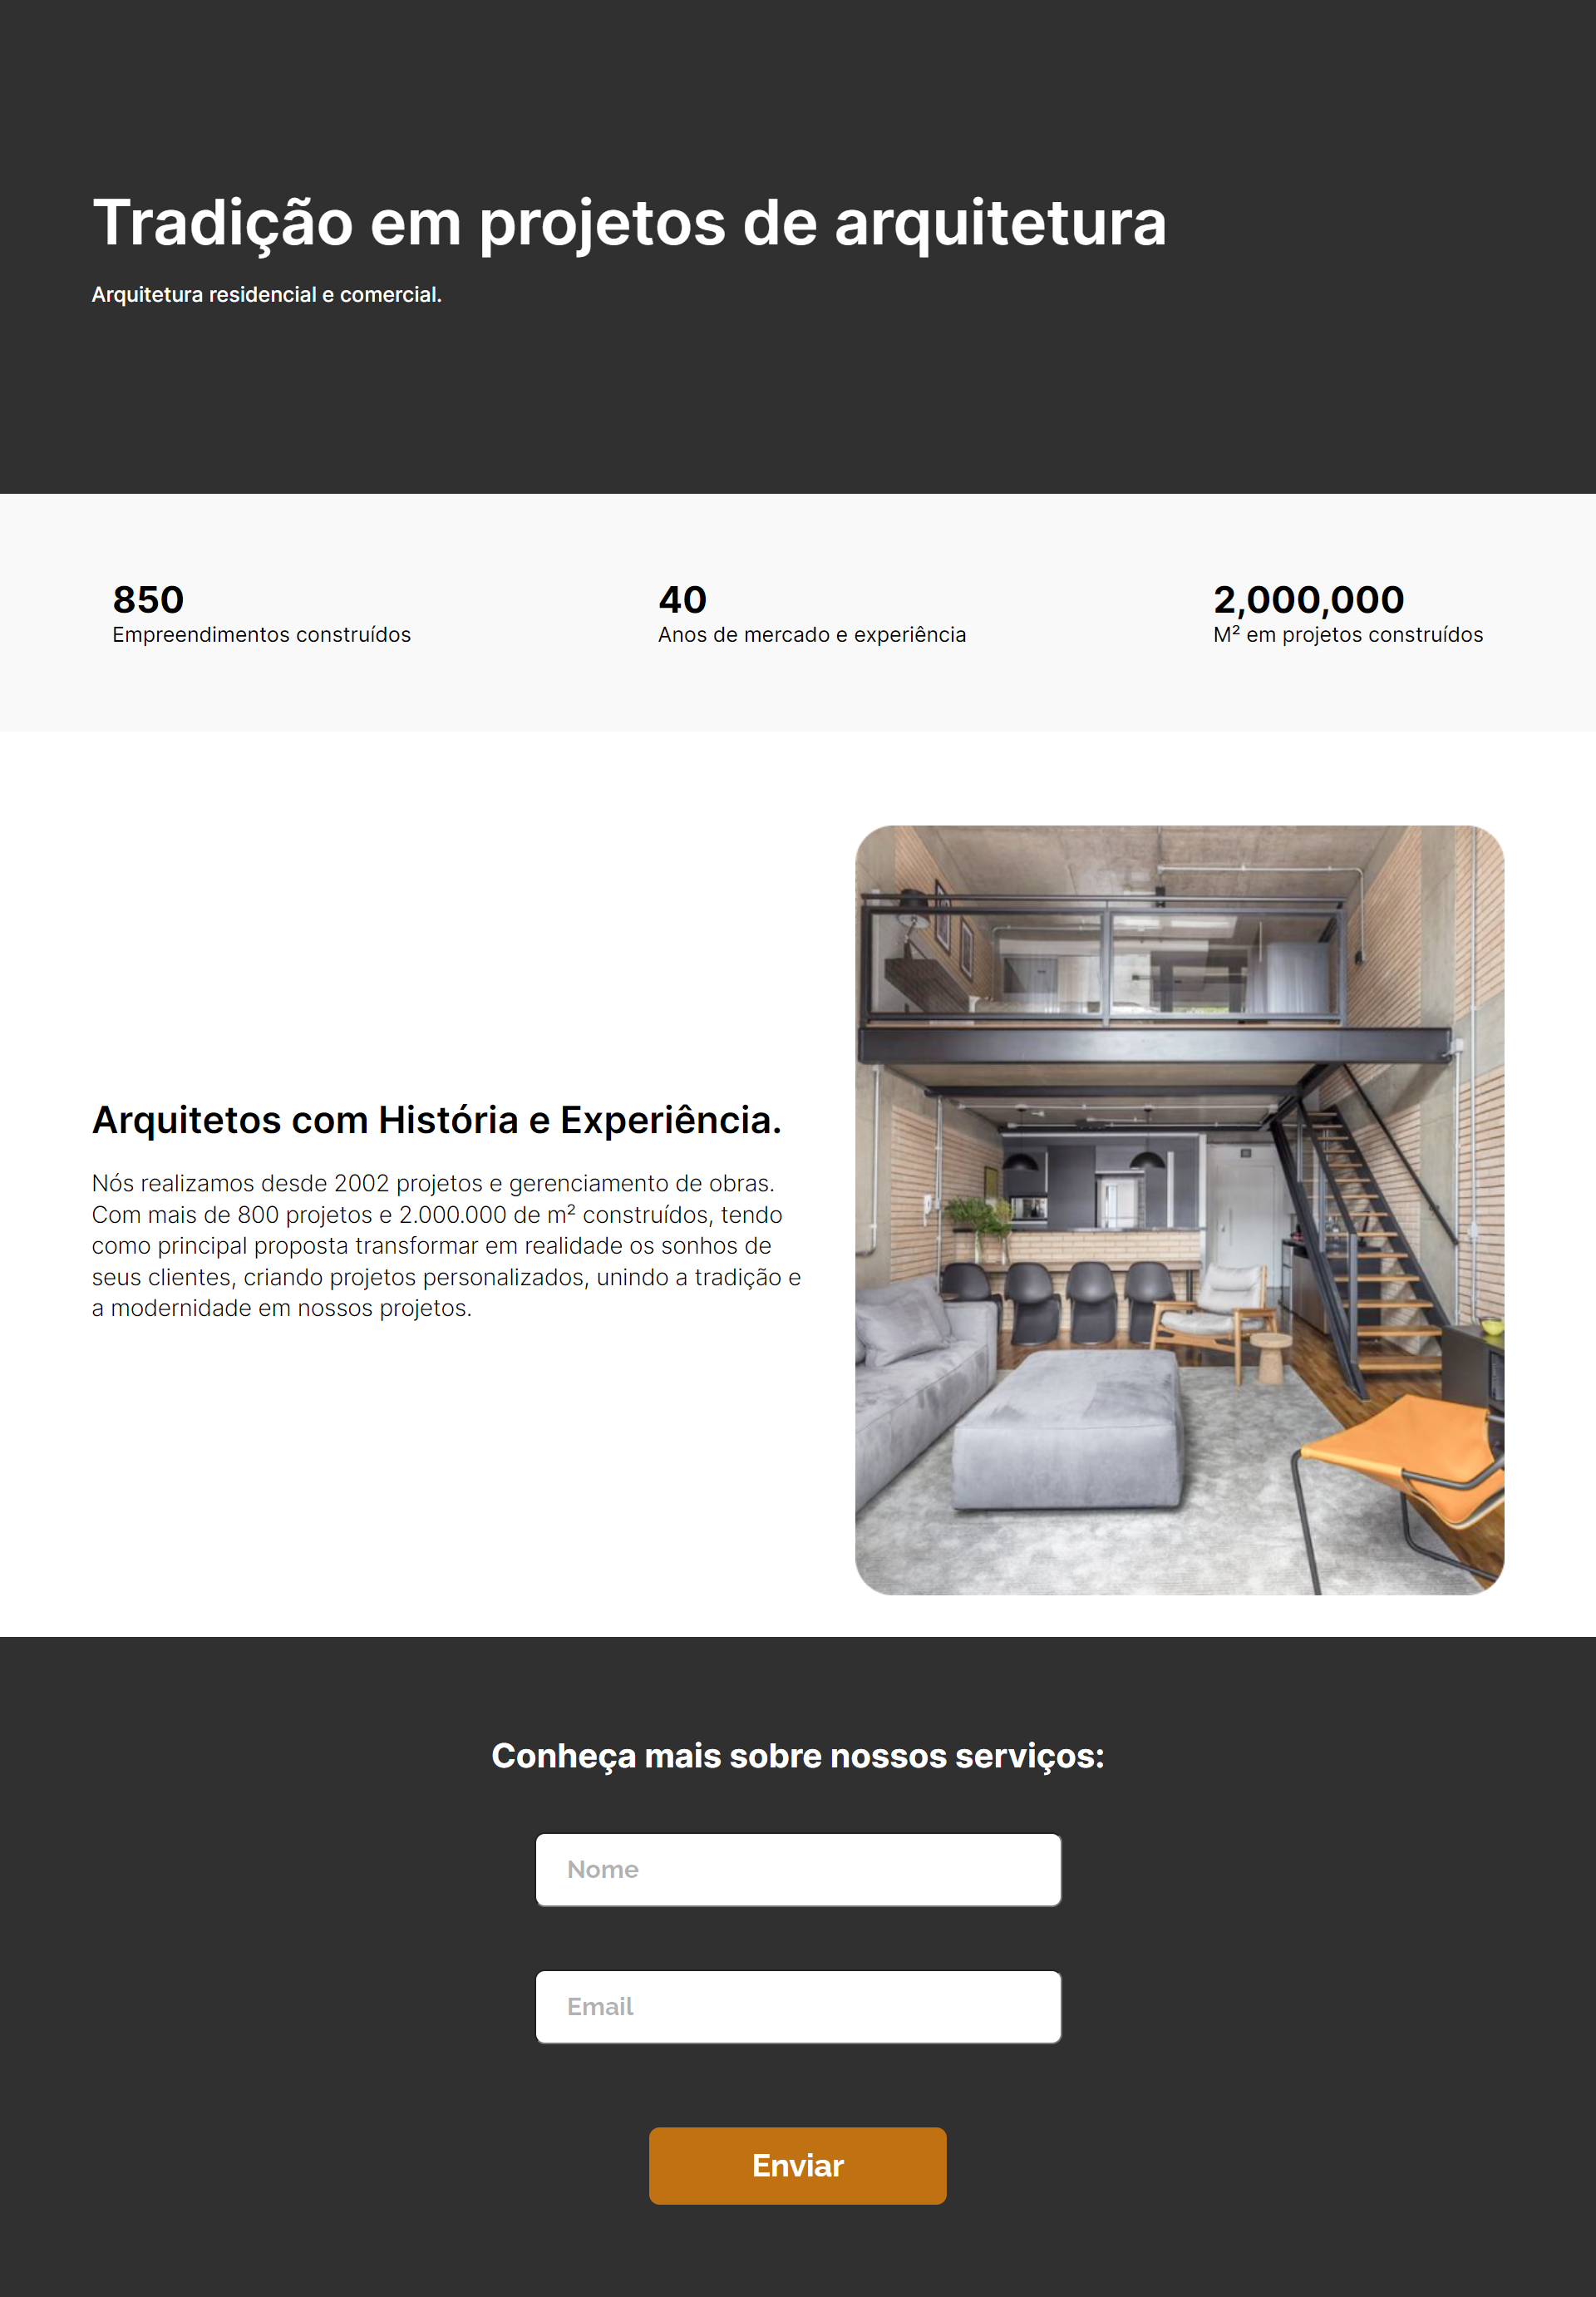 Tradição em projetos de arquitetura
Arquitetura residencial e comercial.
850
Empreendimentos construídos
40
Anos de mercado e experiência
2,000,000
M² em projetos construídos
Arquitetos com História e Experiência.
Nós realizamos desde 2002 projetos e gerenciamento de obras.
Com mais de 800 projetos e 2.000.000 de m² construídos, tendo
como principal proposta transformar em realidade os sonhos de
seus clientes, criando projetos personalizados, unindo a tradição e
a modernidade em nossos projetos.
Conheça mais sobre nossos serviços:
Nome
Email
Enviar